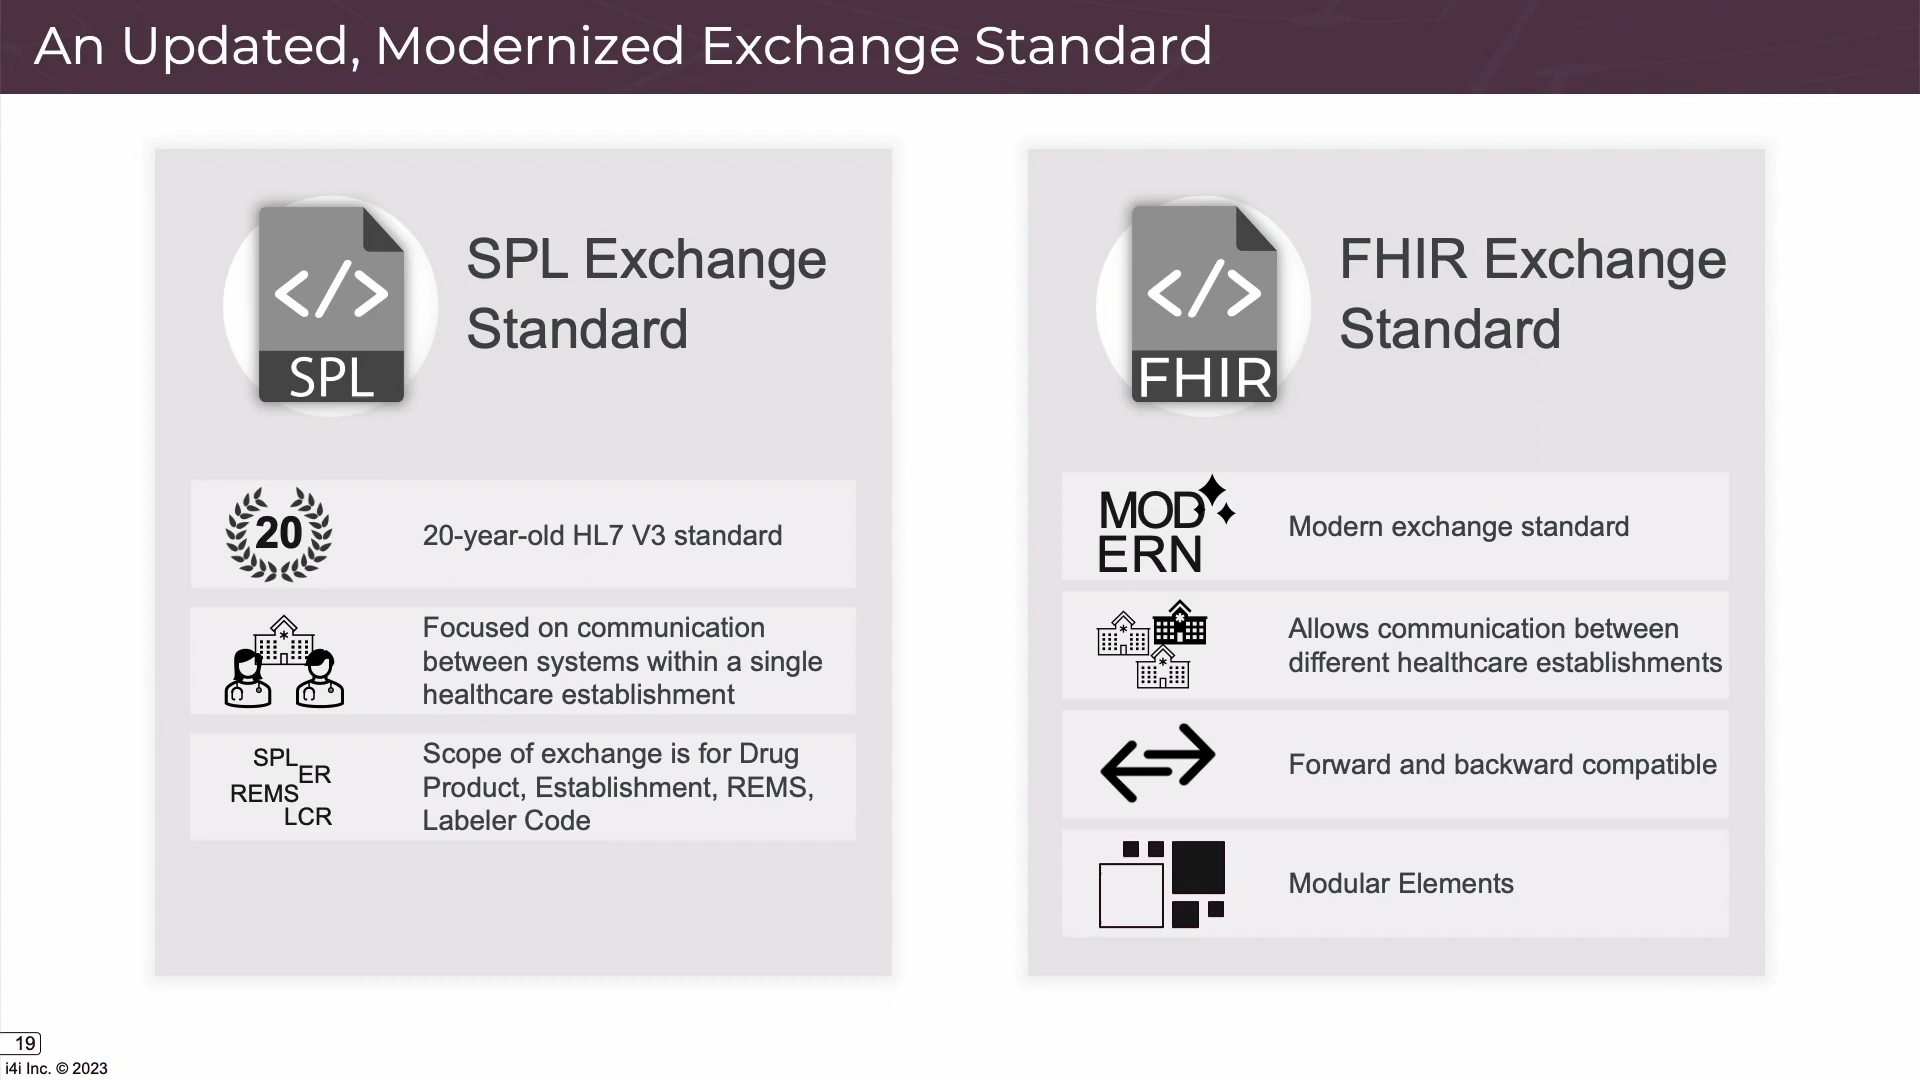 An Updated, Modernized Exchange Standard
SPL
SPL Exchange
Standard
20
20-year-old HL7 V3 standard
Focused on communication
between systems within a single
healthcare establishment
SPL
ER
REMS
LCR
Scope of exchange is for Drug
Product, Establishment, REMS,
Labeler Code
FHIR
FHIR Exchange
Standard
MOD
ERN
Modern exchange standard
Allows communication between
different healthcare establishments
Forward and backward compatible
Modular Elements
19
i4i Inc. © 2023